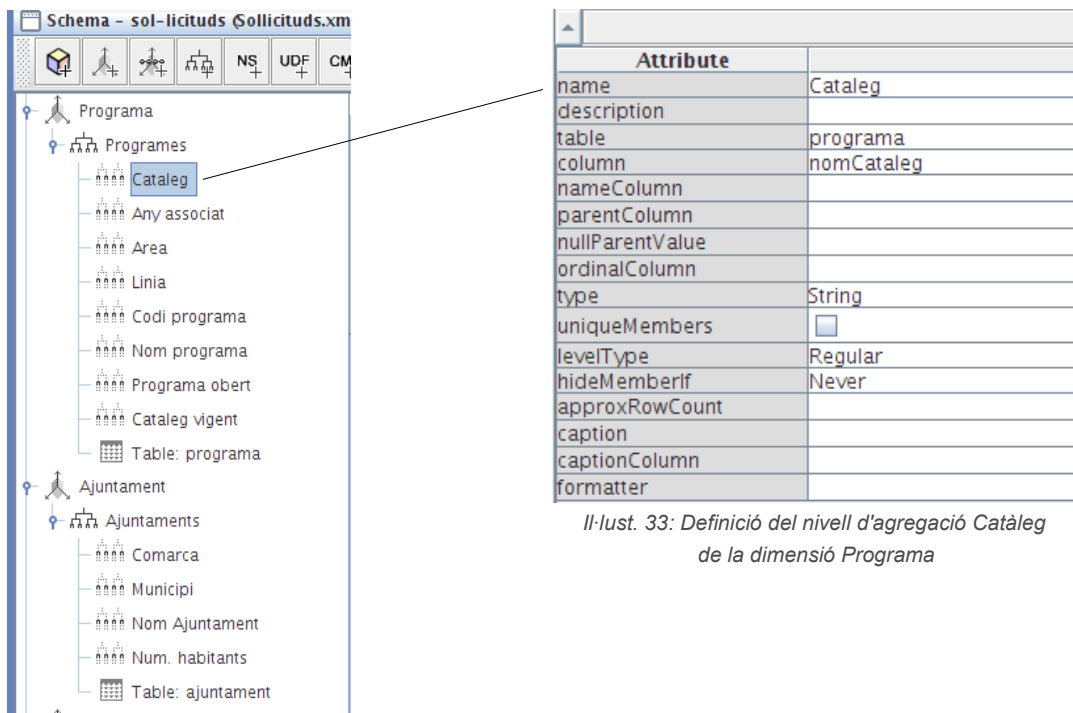 Schema - sol-licituds (Sollicituds.xm
NS UDF CM
Programa
Programes
Cataleg
Any associat
Area
Linia
Codi programa
Nom programa
Programa obert
Cataleg vigent
Table: programa
Ajuntament
Ajuntaments
Comarca
Municipi
Nom Ajuntament
Num. habitants
Table: ajuntament
Attribute
name Cataleg
description
table programa
column nomCataleg
nameColumn
parentColumn
nullParentValue
ordinalColumn
type String
uniqueMembers
levelType Regular
hideMemberIf Never
approxRowCount
caption
captionColumn
formatter
Il·lust. 33: Definició del nivell d'agregació Catàleg
de la dimensió Programa